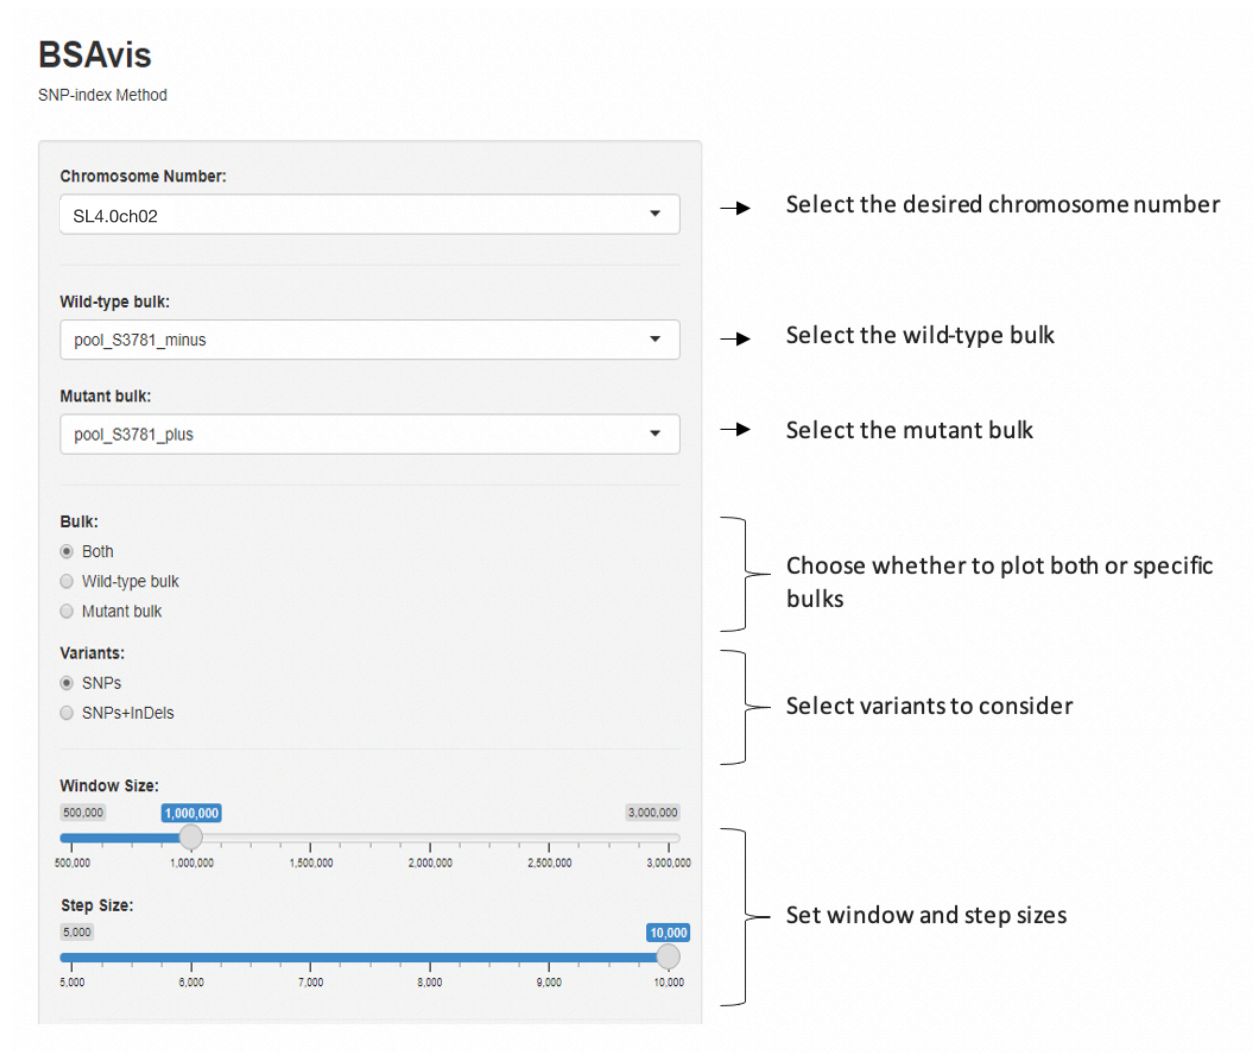 BSAvis
SNP-index Method
Chromosome Number:
SL4.0ch02
Select the desired chromosome number
Wild-type bulk:
pool_S3781_minus
Select the wild-type bulk
Mutant bulk:
pool_S3781_plus
Select the mutant bulk
Bulk:
Both
Wild-type bulk
Mutant bulk
Choose whether to plot both or specific
bulks
Variants:
SNPs
SNPs+InDels
Select variants to consider
Window Size:
500,000 1,000,000 3,000,000
500,000 1,000,000 1,500,000 2,000,000 2,500,000 3,000,000
Step Size:
5,000 10,000
5,000 6,000 7,000 8,000 9,000 10,000
Set window and step sizes